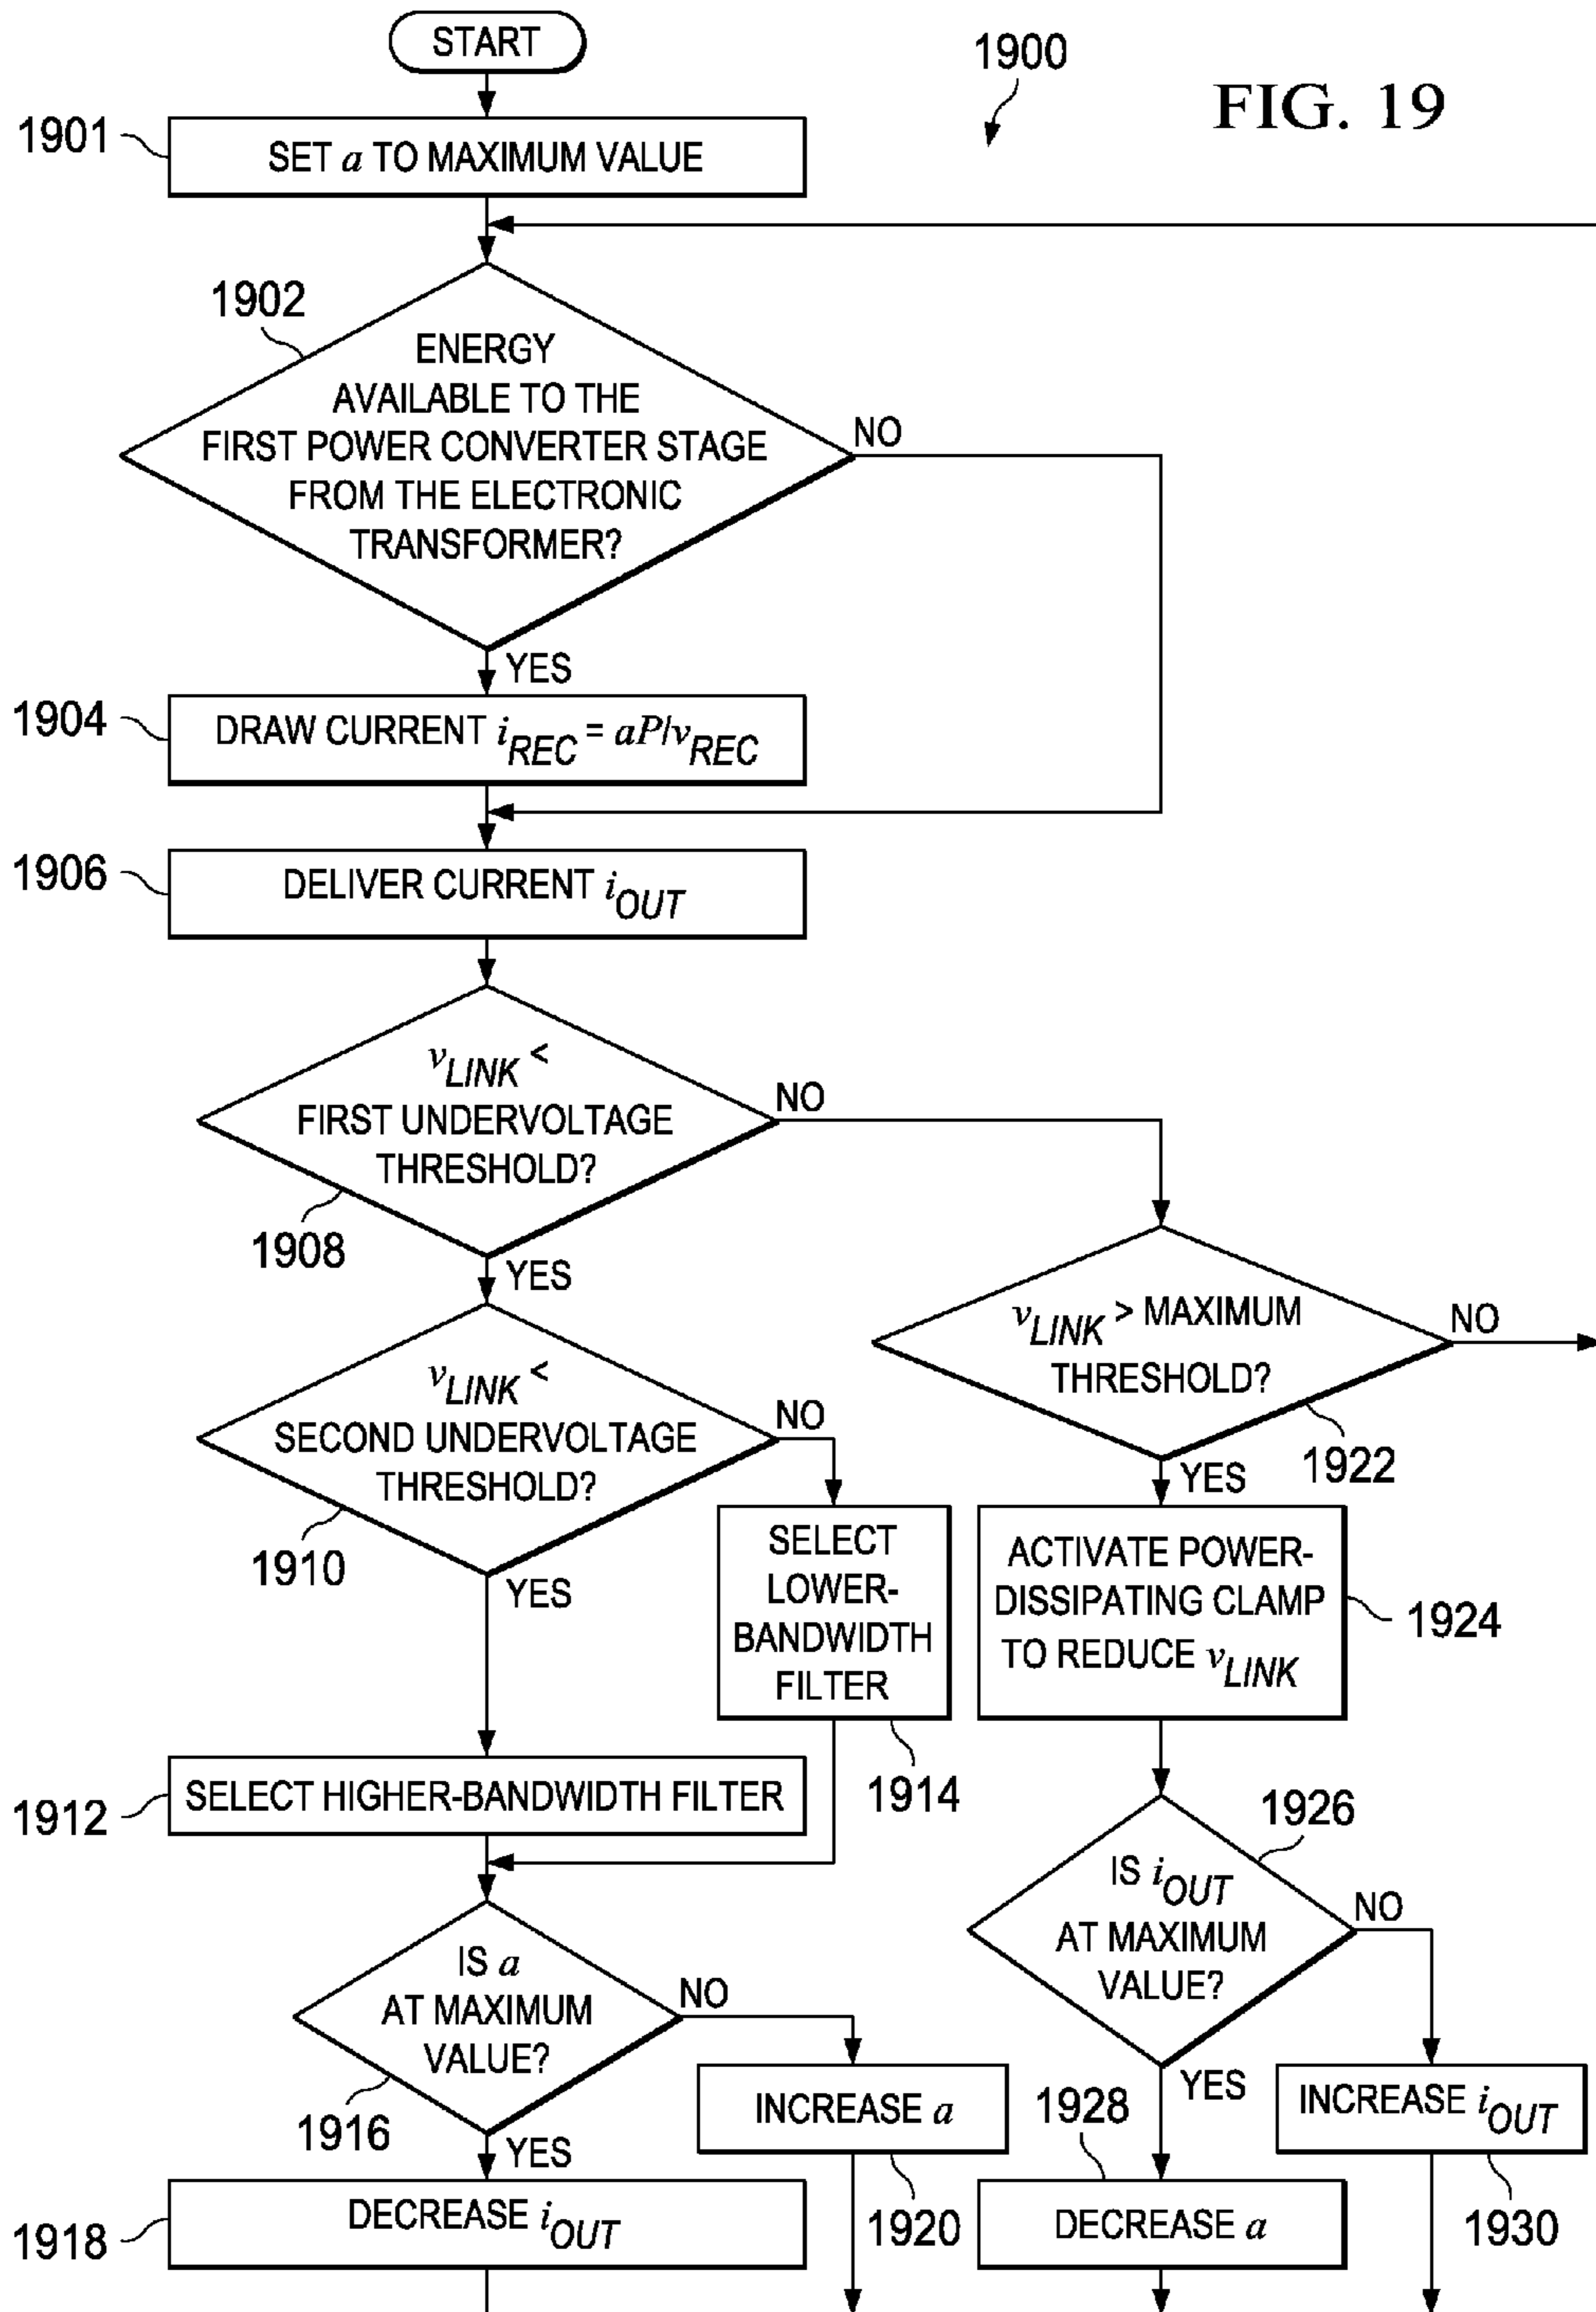 START
1900
FIG. 19
1901
SET a TO MAXIMUM VALUE
1902
ENERGY
AVAILABLE TO THE
FIRST POWER CONVERTER STAGE
FROM THE ELECTRONIC
TRANSFORMER?
NO
YES
1904
DRAW CURRENT iREC = aP/vREC
1906
DELIVER CURRENT iOUT
vLINK <
FIRST UNDERVOLTAGE
THRESHOLD?
NO
1908
YES
vLINK <
SECOND UNDERVOLTAGE
THRESHOLD?
NO
1910
YES
vLINK > MAXIMUM
THRESHOLD?
NO
1922
YES
SELECT
LOWER-
BANDWIDTH
FILTER
1914
ACTIVATE POWER-
DISSIPATING CLAMP
TO REDUCE vLINK
1924
1912
SELECT HIGHER-BANDWIDTH FILTER
1926
IS iOUT
AT MAXIMUM
VALUE?
NO
YES
IS a
AT MAXIMUM
VALUE?
NO
1916
YES
INCREASE a
1920
1928
DECREASE a
INCREASE iOUT
1930
1918
DECREASE iOUT